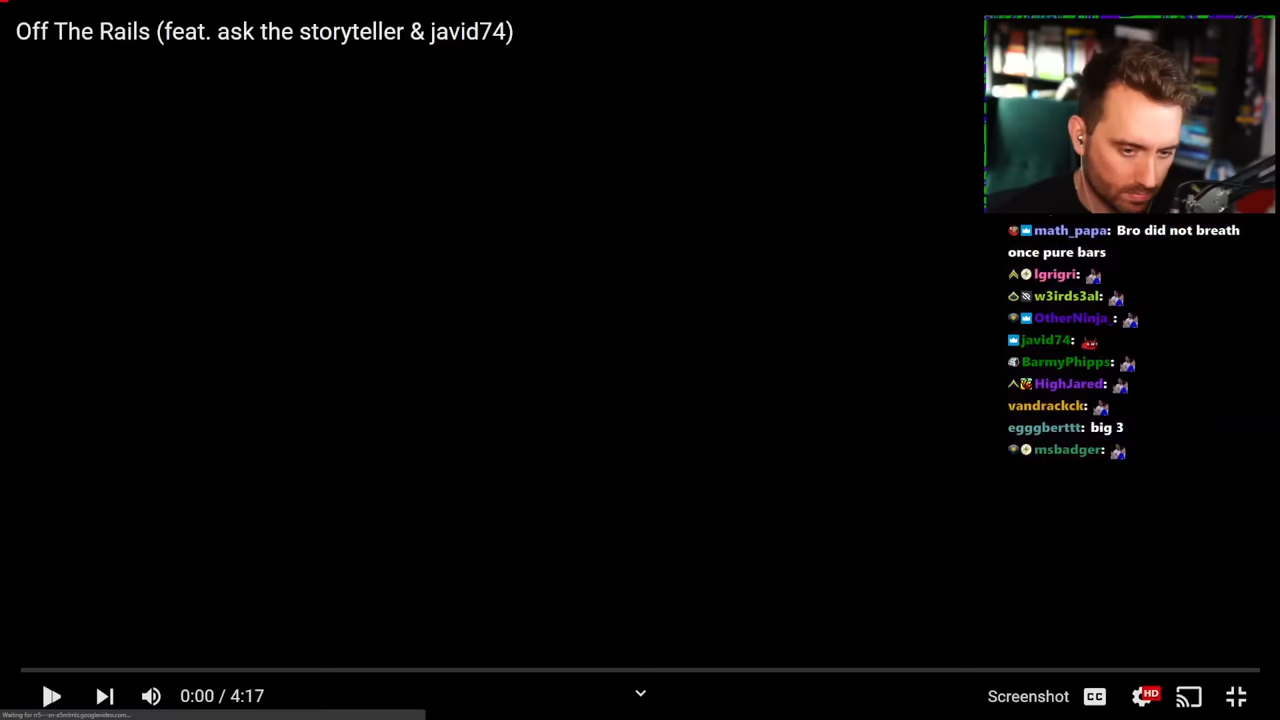 Off The Rails (feat. ask the storyteller & javid74)
math_papa: Bro did not breath
once pure bars
lgrigri:
w3irds3al:
OtherNinja_:
javid74:
BarmyPhipps:
HighJared:
vandrackck:
egggberttt: big 3
msbadger:
0:00 / 4:17
Screenshot
CC
HD